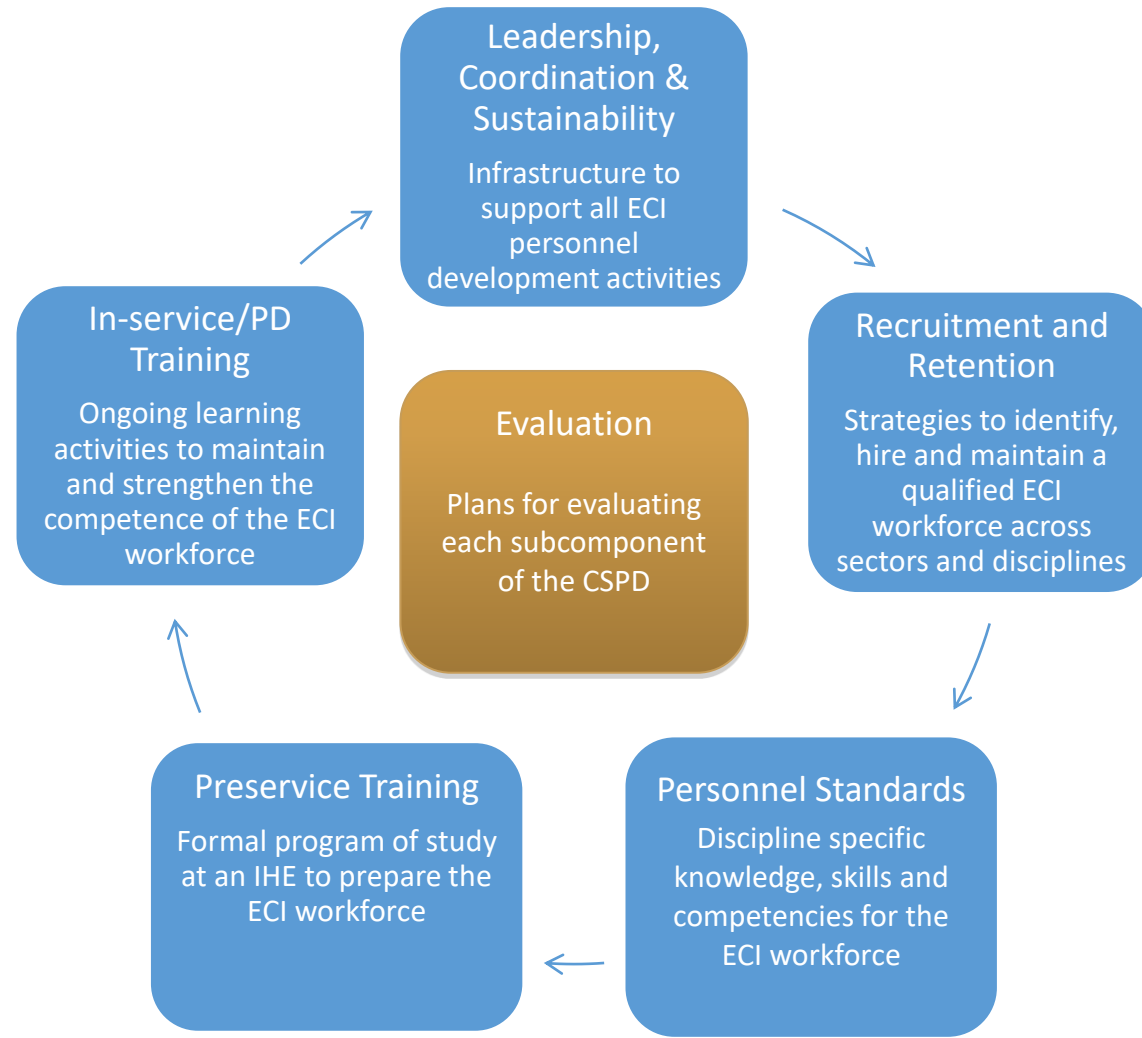 Leadership,
Coordination &
Sustainability
Infrastructure to
support all ECI
personnel
development activities
Recruitment and
Retention
Strategies to identify,
hire and maintain a
qualified ECI
workforce across
sectors and disciplines
Personnel Standards
Discipline specific
knowledge, skills and
competencies for the
ECI workforce
Preservice Training
Formal program of study
at an IHE to prepare the
ECI workforce
In-service/PD
Training
Ongoing learning
activities to maintain
and strengthen the
competence of the ECI
workforce
Evaluation
Plans for evaluating
each subcomponent
of the CSPD